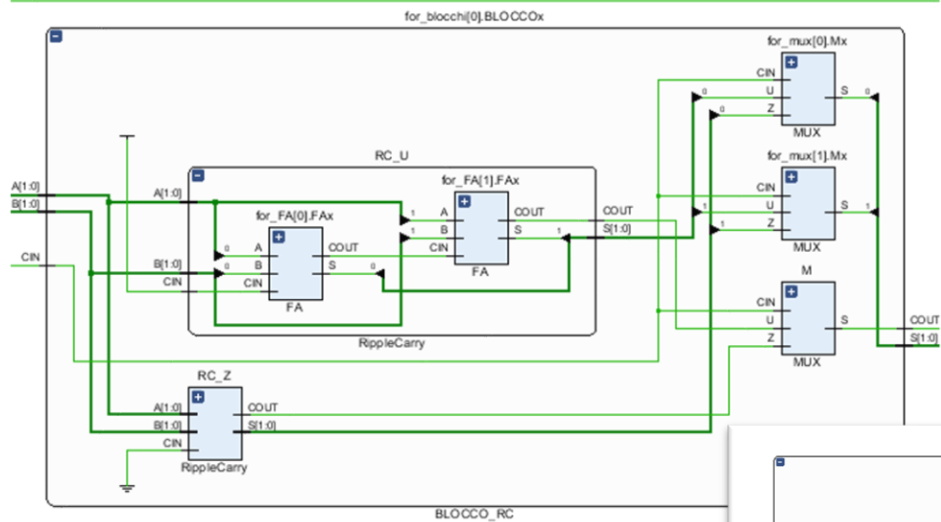 for_blocchi[0].BLOCCOx
for_mux[0].Mx
CIN
U
Z
S
0
0
0
MUX
for_mux[1].Mx
CIN
U
Z
S
1
1
1
MUX
M
CIN
U
Z
S
MUX
COUT
S[1:0]
RC_U
A[1:0]
B[1:0]
CIN
A[1:0]
B[1:0]
CIN
for_FA[0].FAx
0
A
0
B
CIN
COUT
S
0
FA
for_FA[1].FAx
1
A
1
B
CIN
COUT
S
1
FA
COUT
S[1:0]
RippleCarry
RC_Z
A[1:0]
B[1:0]
CIN
COUT
S[1:0]
RippleCarry
BLOCCO_RC